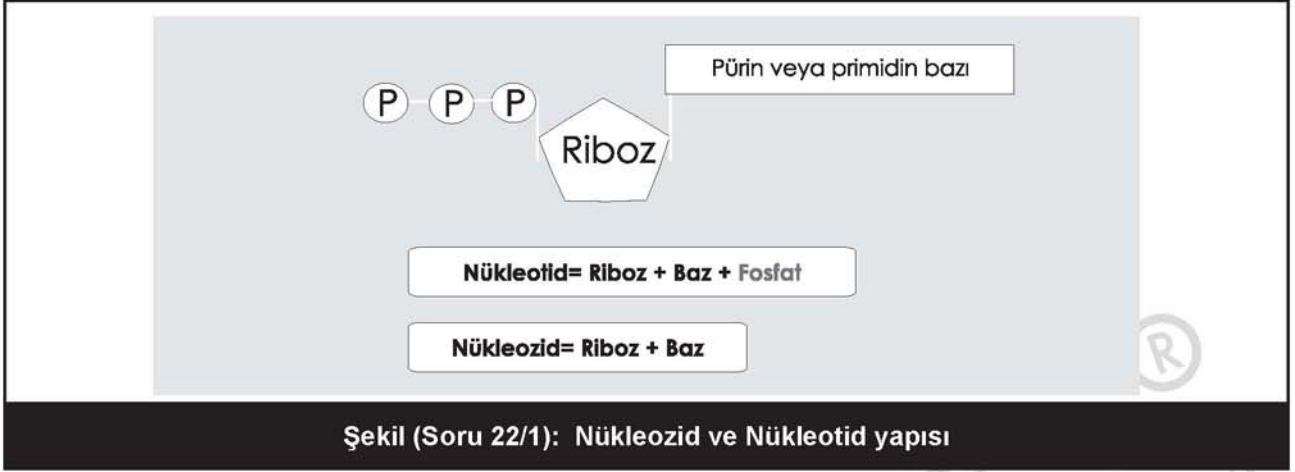 Pürin veya primidin bazı
P P P
Riboz
Nükleotid= Riboz + Baz + Fosfat
Nükleozid= Riboz + Baz
®
Şekil (Soru 22/1): Nükleozid ve Nükleotid yapısı